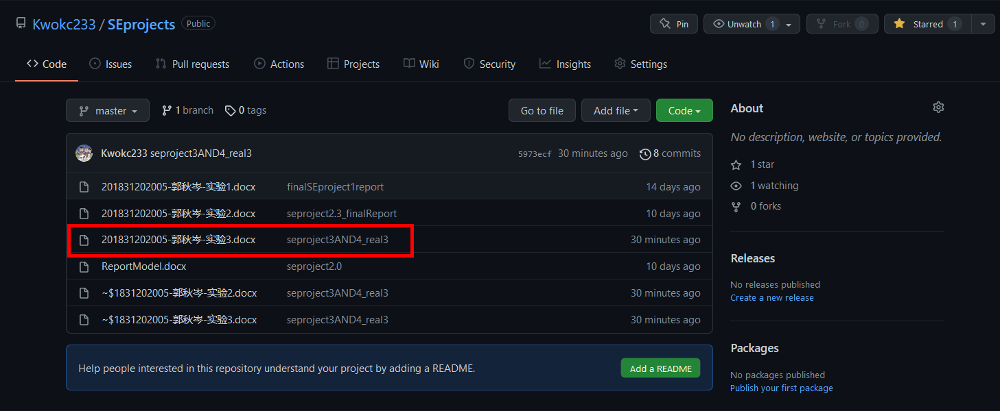 Kwokc233 / SEprojects Public Pin Unwatch 1 Fork 0 Starred 1
Code Issues Pull requests Actions Projects Wiki Security Insights Settings
master 1 branch 0 tags Go to file Add file Code
Kwokc233 seproject3AND4_real3 5973ecf 30 minutes ago 8 commits
201831202005-郭秋岑-实验1.docx finalSEproject1report 14 days ago
201831202005-郭秋岑-实验2.docx seproject2.3_finalReport 10 days ago
201831202005-郭秋岑-实验3.docx seproject3AND4_real3 30 minutes ago
ReportModel.docx seproject2.0 10 days ago
~$1831202005-郭秋岑-实验2.docx seproject3AND4_real3 30 minutes ago
~$1831202005-郭秋岑-实验3.docx seproject3AND4_real3 30 minutes ago
Help people interested in this repository understand your project by adding a README. Add a README
About
No description, website, or topics provided.
1 star
1 watching
0 forks
Releases
No releases published
Create a new release
Packages
No packages published
Publish your first package